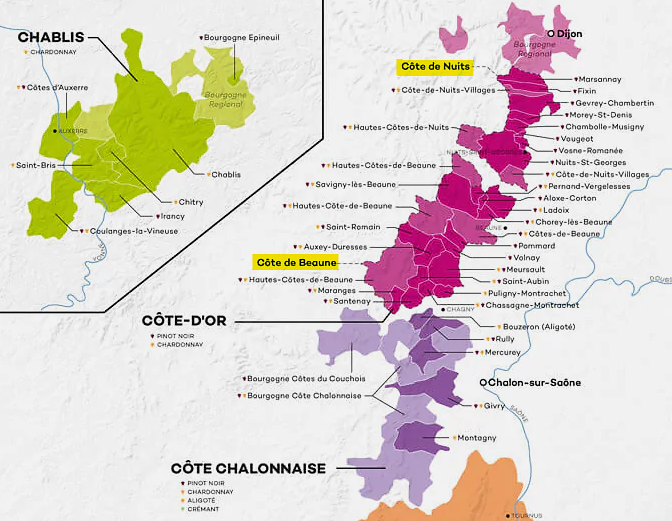 CHABLIS
CHARDONNAY
Bourgogne Epineuil
Côtes d'Auxerre
Bourgogne
Regional
AUXERRE
Saint-Bris
Chablis
Chitry
Irancy
Coulanges-la-Vineuse
YONNE
Dijon
Bourgogne
Regional
Côte de Nuits
Marsannay
Côte-de-Nuits-Villages
Fixin
Gevrey-Chambertin
Morey-St-Denis
Hautes-Côtes-de-Nuits
Chambolle-Musigny
Vougeot
NUITS-SAINT-GEORGES
Vosne-Romanée
Hautes-Côtes-de-Beaune
Nuits-St-Georges
Côte-de-Nuits-Villages
Savigny-lès-Beaune
Pernand-Vergelesses
Aloxe-Corton
Hautes-Côte-de-Beaune
Ladoix
Chorey-lès-Beaune
Saint-Romain
BEAUNE
Côtes-de-Beaune
Auxey-Duresses
Pommard
Côte de Beaune
Volnay
Meursault
Hautes-Côtes-de-Beaune
Saint-Aubin
DOUBS
Maranges
Puligny-Montrachet
Santenay
Chassagne-Montrachet
CHAGNY
CÔTE-D'OR
PINOT NOIR
CHARDONNAY
Bouzeron (Aligoté)
Rully
Mercurey
Bourgogne Côtes du Couchois
Chalon-sur-Saône
Bourgogne Côte Chalonnaise
Givry
SAÔNE
Montagny
CÔTE CHALONNAISE
PINOT NOIR
CHARDONNAY
ALIGOTÉ
CRÉMANT
TOURNUS